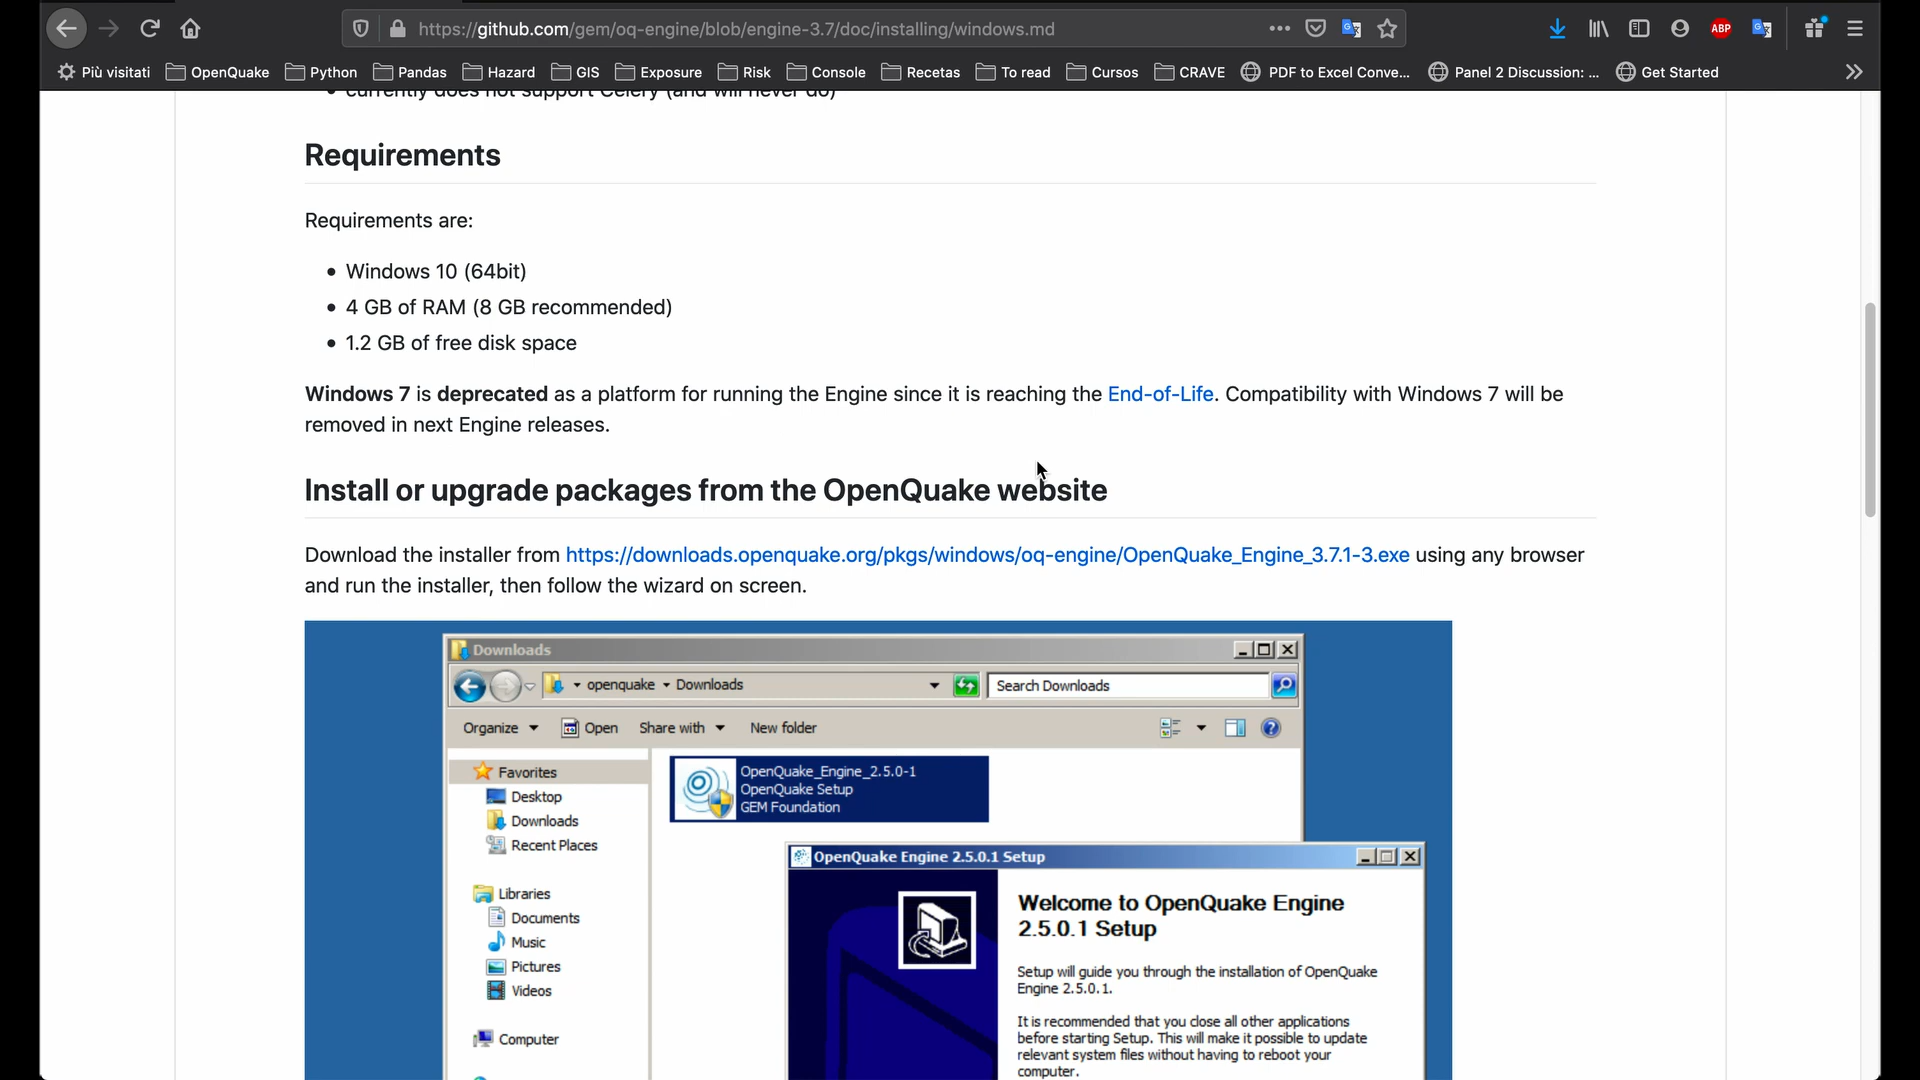 https://github.com/gem/oq-engine/blob/engine-3.7/doc/installing/windows.md
ABP
Più visitati OpenQuake Python Pandas Hazard GIS Exposure Risk Console Recetas To read Cursos CRAVE PDF to Excel Conve... Panel 2 Discussion: ... Get Started
currently does not support Celery (and will never do)
Requirements
Requirements are:
Windows 10 (64bit)
4 GB of RAM (8 GB recommended)
1.2 GB of free disk space
Windows 7 is deprecated as a platform for running the Engine since it is reaching the End-of-Life. Compatibility with Windows 7 will be
removed in next Engine releases.
Install or upgrade packages from the OpenQuake website
Download the installer from https://downloads.openquake.org/pkgs/windows/oq-engine/OpenQuake_Engine_3.7.1-3.exe using any browser
and run the installer, then follow the wizard on screen.
Downloads
openquake Downloads
Search Downloads
Organize Open Share with New folder
Favorites
Desktop
Downloads
Recent Places
Libraries
Documents
Music
Pictures
Videos
Computer
OpenQuake_Engine_2.5.0-1
OpenQuake Setup
GEM Foundation
OpenQuake Engine 2.5.0.1 Setup
Welcome to OpenQuake Engine
2.5.0.1 Setup
Setup will guide you through the installation of OpenQuake
Engine 2.5.0.1.
It is recommended that you close all other applications
before starting Setup. This will make it possible to update
relevant system files without having to reboot your
computer.